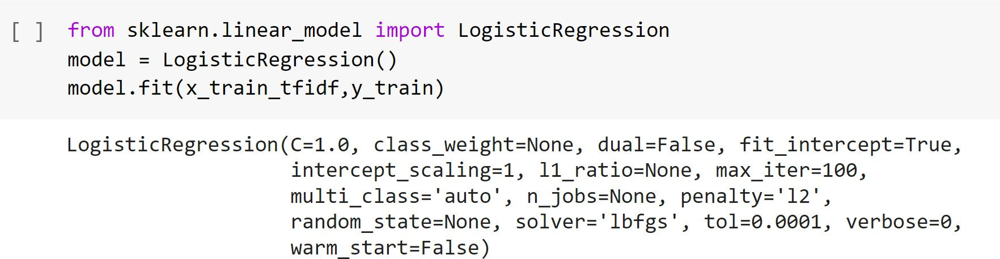 [ ] from sklearn.linear_model import LogisticRegression
model = LogisticRegression()
model.fit(x_train_tfidf,y_train)
LogisticRegression(C=1.0, class_weight=None, dual=False, fit_intercept=True,
intercept_scaling=1, l1_ratio=None, max_iter=100,
multi_class='auto', n_jobs=None, penalty='l2',
random_state=None, solver='lbfgs', tol=0.0001, verbose=0,
warm_start=False)